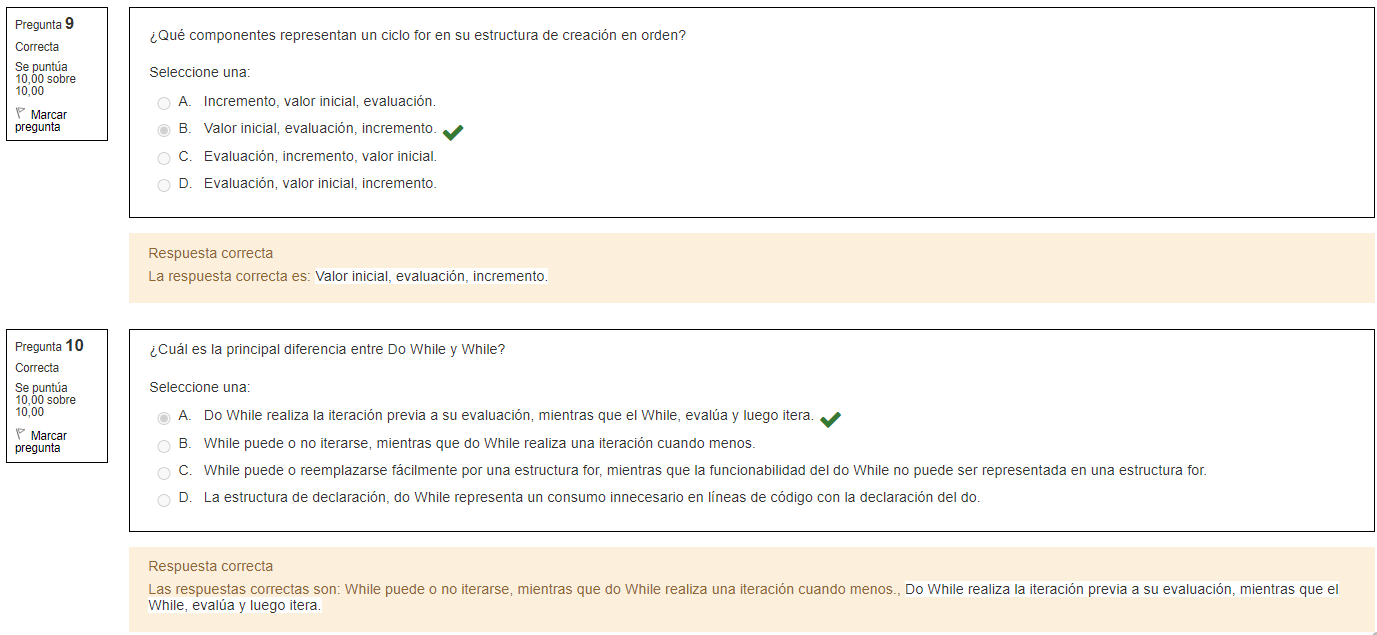 Pregunta 9
Correcta
Se puntúa
10,00 sobre
10,00
Marcar
pregunta
¿Qué componentes representan un ciclo for en su estructura de creación en orden?
Seleccione una:
A. Incremento, valor inicial, evaluación.
B. Valor inicial, evaluación, incremento.
C. Evaluación, incremento, valor inicial.
D. Evaluación, valor inicial, incremento.
Respuesta correcta
La respuesta correcta es: Valor inicial, evaluación, incremento.
Pregunta 10
Correcta
Se puntúa
10,00 sobre
10,00
Marcar
pregunta
¿Cuál es la principal diferencia entre Do While y While?
Seleccione una:
A. Do While realiza la iteración previa a su evaluación, mientras que el While, evalúa y luego itera.
B. While puede o no iterarse, mientras que do While realiza una iteración cuando menos.
C. While puede o reemplazarse fácilmente por una estructura for, mientras que la funcionabilidad del do While no puede ser representada en una estructura for.
D. La estructura de declaración, do While representa un consumo innecesario en líneas de código con la declaración del do.
Respuesta correcta
Las respuestas correctas son: While puede o no iterarse, mientras que do While realiza una iteración cuando menos., Do While realiza la iteración previa a su evaluación, mientras que el
While, evalúa y luego itera.